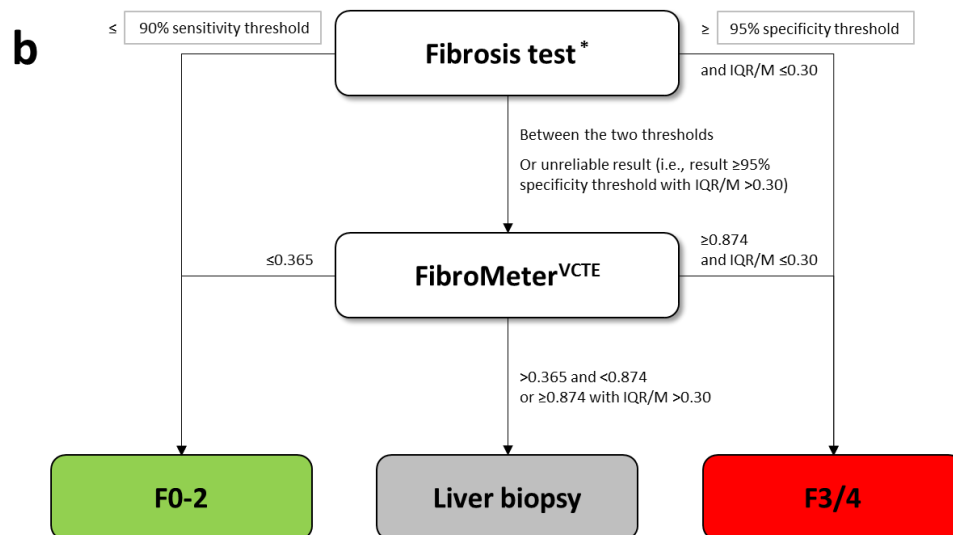 b
≤ 90% sensitivity threshold
Fibrosis test*
≥ 95% specificity threshold
and IQR/M ≤0.30
Between the two thresholds
Or unreliable result (i.e., result ≥95%
specificity threshold with IQR/M >0.30)
≤0.365
FibroMeterVCTE
≥0.874
and IQR/M ≤0.30
>0.365 and <0.874
or ≥0.874 with IQR/M >0.30
F0-2
Liver biopsy
F3/4